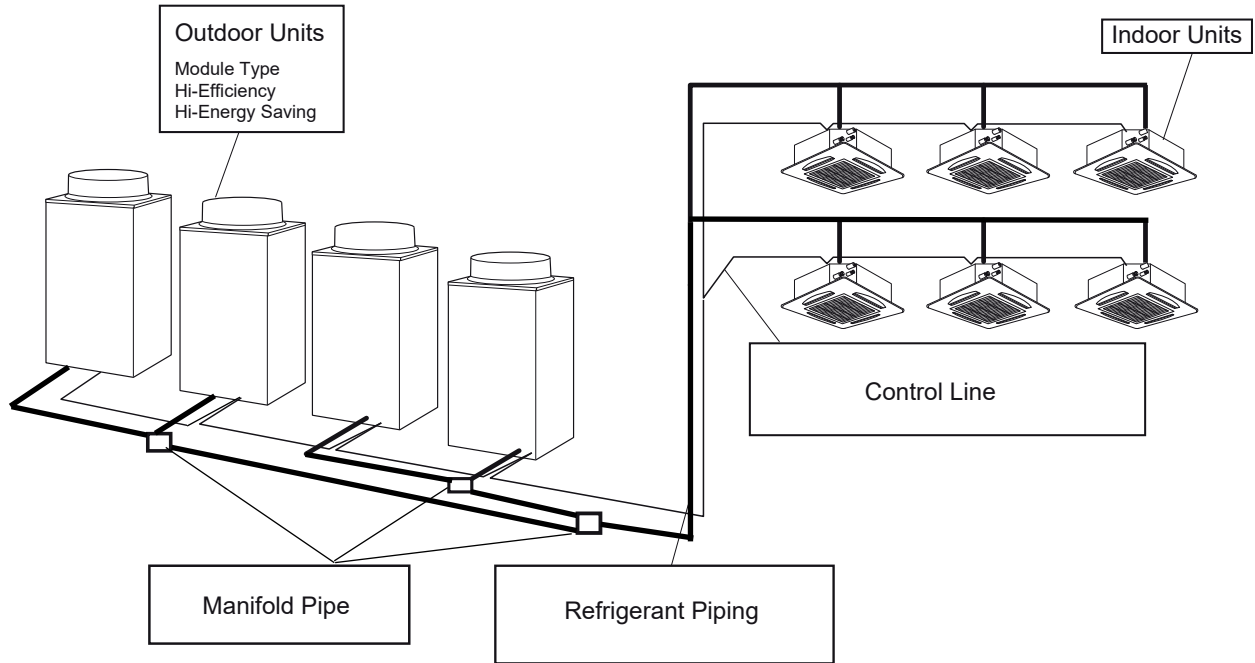 Outdoor Units
Module Type
Hi-Efficiency
Hi-Energy Saving
Indoor Units
Control Line
Manifold Pipe
Refrigerant Piping